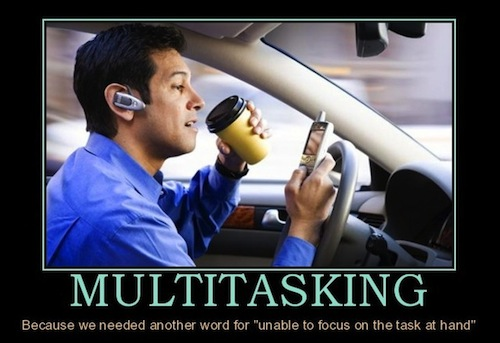 MULTITASKING
Because we needed another word for "unable to focus on the task at hand"